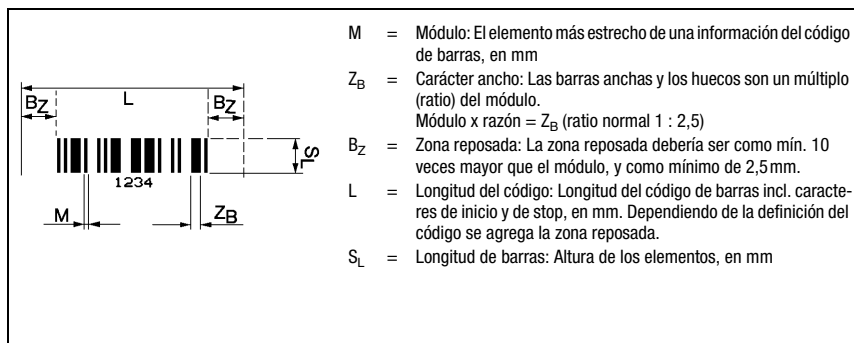 L
BZ
BZ
SL
1234
M
ZB
M = Módulo: El elemento más estrecho de una información del código
de barras, en mm
ZB = Carácter ancho: Las barras anchas y los huecos son un múltiplo
(ratio) del módulo.
Módulo x razón = ZB (ratio normal 1 : 2,5)
BZ = Zona reposada: La zona reposada debería ser como mín. 10
veces mayor que el módulo, y como mínimo de 2,5mm.
L = Longitud del código: Longitud del código de barras incl. caracte-
res de inicio y de stop, en mm. Dependiendo de la definición del
código se agrega la zona reposada.
SL = Longitud de barras: Altura de los elementos, en mm